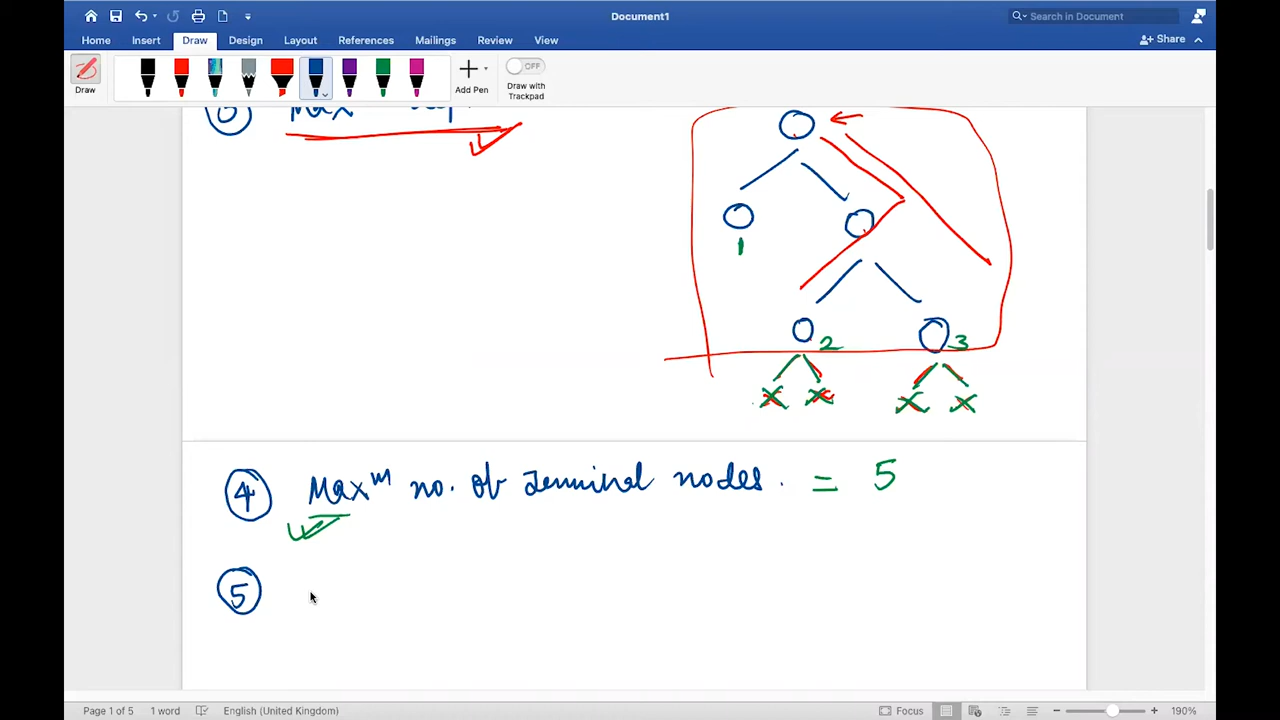 Document1
Search in Document
Home Insert Draw Design Layout References Mailings Review View
Share
Draw
Add Pen
OFF
Draw with
Trackpad
Max
1
2 3
x x x x
4 Maxᵐ no. of terminal nodes. = 5
5
Page 1 of 5 1 word English (United Kingdom) Focus 190%